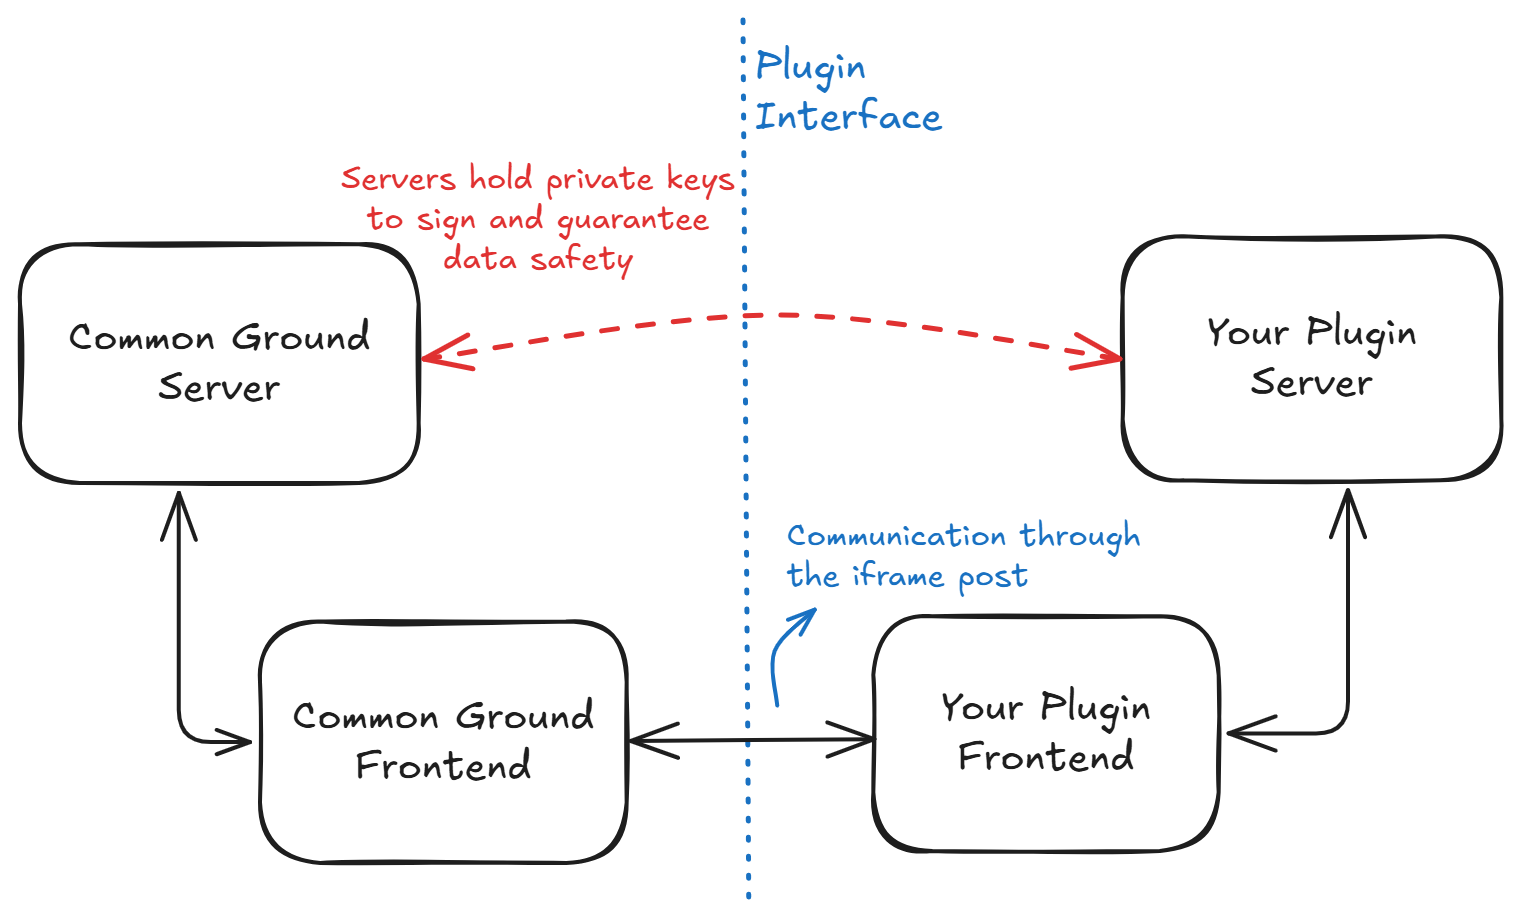 Plugin
Interface
Servers hold private keys
to sign and guarantee
data safety
Common Ground
Server
Your Plugin
Server
Communication through
the iframe post
Common Ground
Frontend
Your Plugin
Frontend